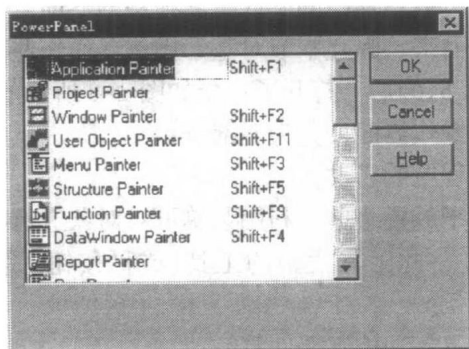 PowerPanel
Application Painter Shift+F1
Project Painter
Window Painter Shift+F2
User Object Painter Shift+F11
Menu Painter Shift+F3
Structure Painter Shift+F5
Function Painter Shift+F9
DataWindow Painter Shift+F4
Report Painter
OK
Cancel
Help